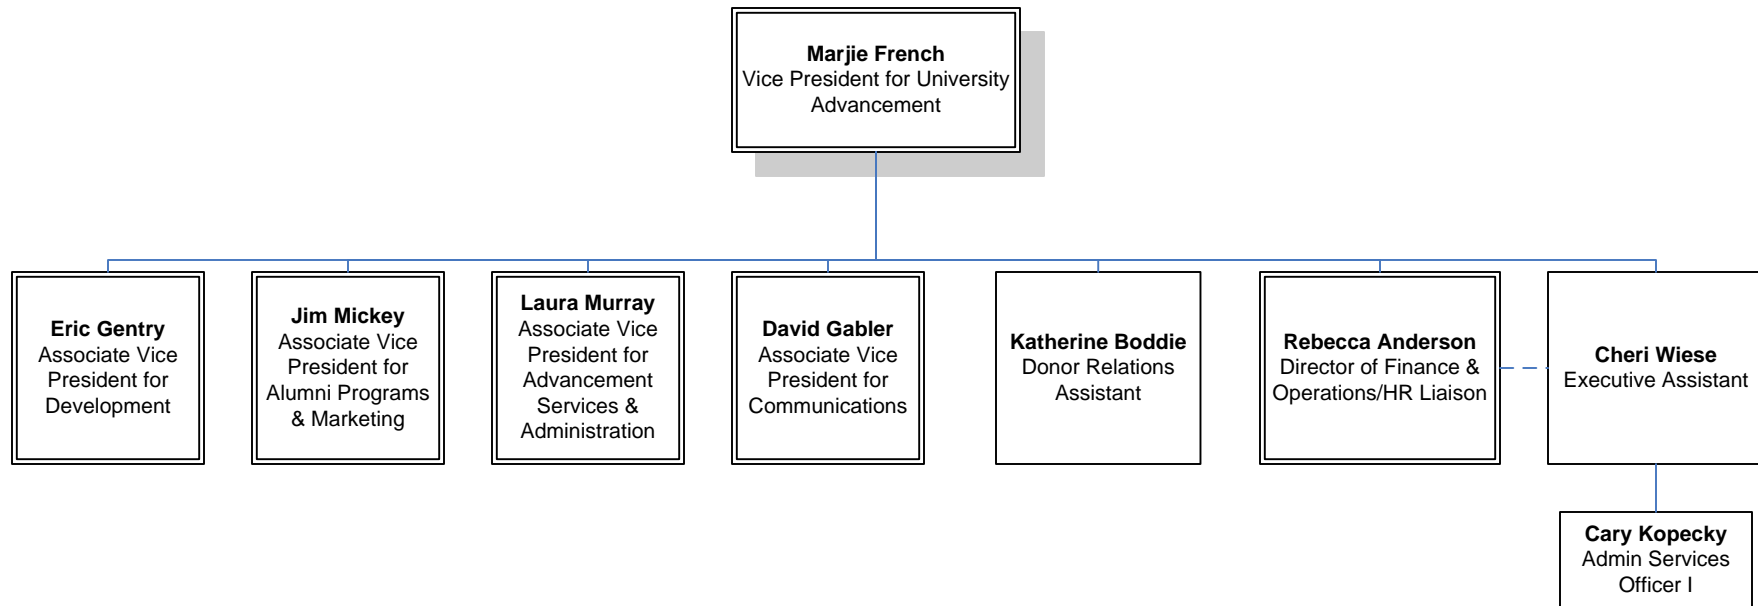 Marjie French
Vice President for University
Advancement
Eric Gentry
Associate Vice
President for
Development
Jim Mickey
Associate Vice
President for
Alumni Programs
& Marketing
Laura Murray
Associate Vice
President for
Advancement
Services &
Administration
David Gabler
Associate Vice
President for
Communications
Katherine Boddie
Donor Relations
Assistant
Rebecca Anderson
Director of Finance &
Operations/HR Liaison
Cheri Wiese
Executive Assistant
Cary Kopecky
Admin Services
Officer I